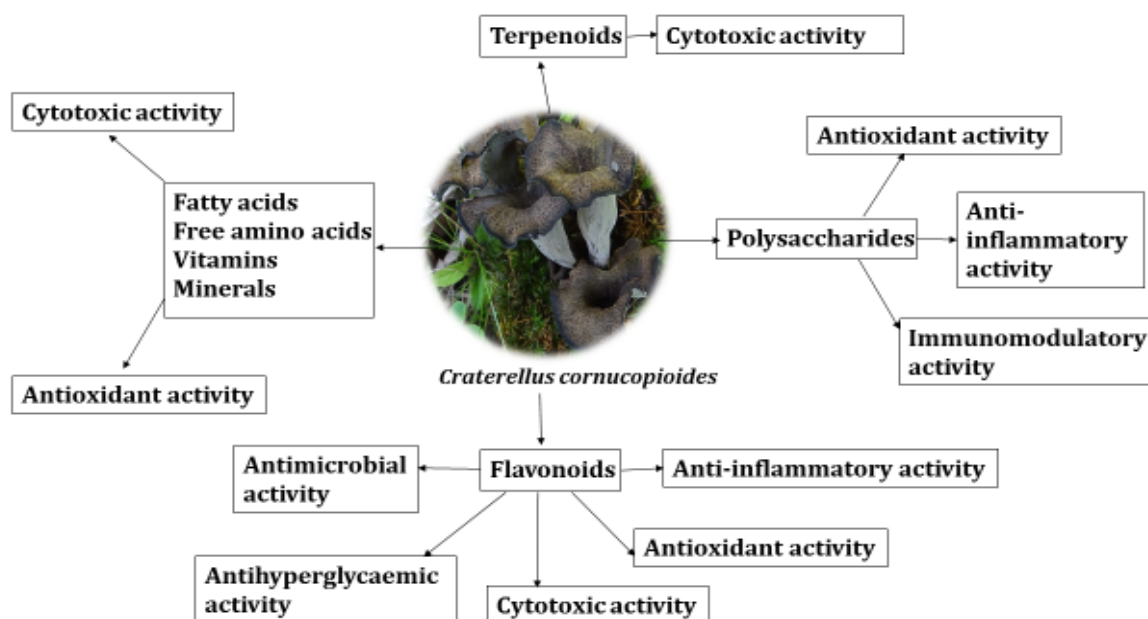 Terpenoids
Cytotoxic activity
Cytotoxic activity
Antioxidant activity
Fatty acids
Free amino acids
Vitamins
Minerals
Polysaccharides
Anti-
inflammatory
activity
Immunomodulatory
activity
Antioxidant activity
Craterellus cornucopioides
Antimicrobial
activity
Flavonoids
Anti-inflammatory activity
Antioxidant activity
Antihyperglycaemic
activity
Cytotoxic activity